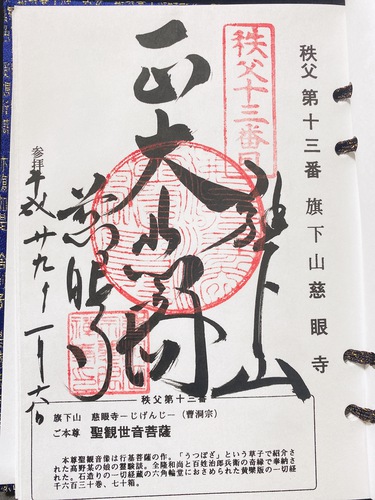 秩父 第十三番 旗下山慈眼寺
秩父十三番
旗下山
正大悲殿
慈眼寺
参拝
平成廿九年十一月六日
秩父第十三番
旗下山 慈眼寺―じげんじ―(曹洞宗)
ご本尊 聖観世音菩薩
本尊聖観音像は行基菩薩の作。「うつぼざ」という草子で紹介さ
れた高野某の娘の霊験談。全隆和尚と百姓治郎兵衛の奇縁で奉納さ
れた。石造りの一切経蔵の六角輪堂におさめられた黄檗版の一切経
千六百三十巻、七十箱。